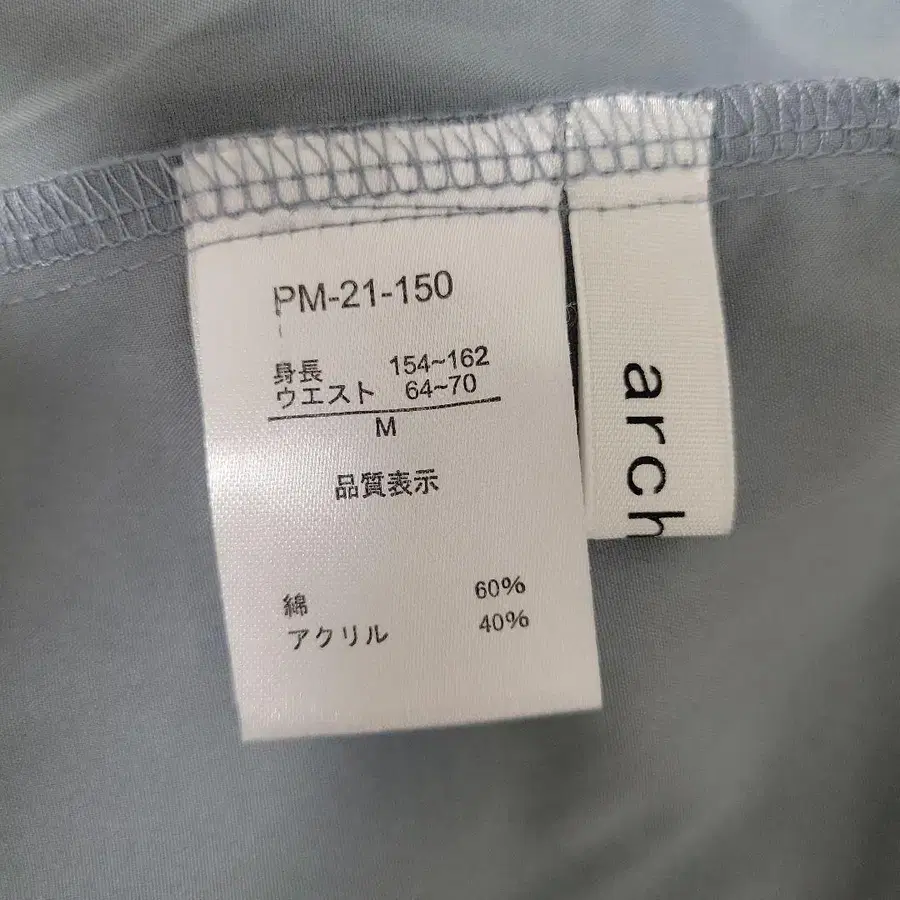 PM-21-150
身長 154~162
ウエスト 64~70
M
品質表示
綿 60%
アクリル 40%
arch